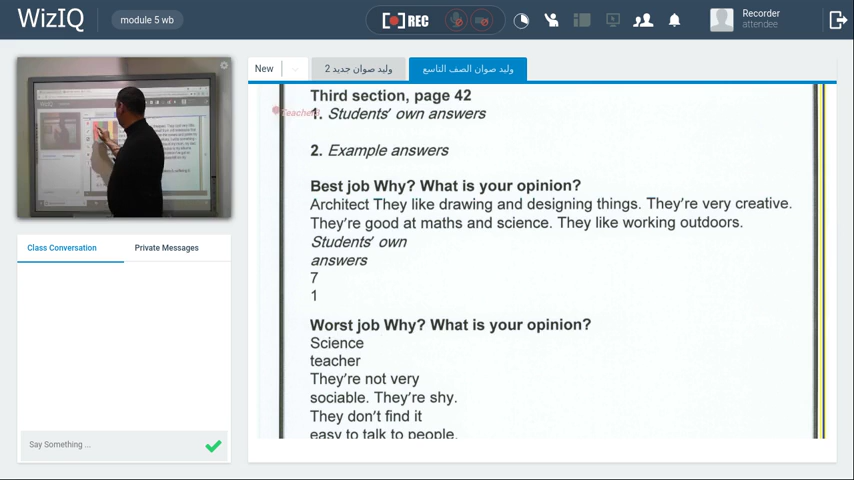 WizIQ
module 5 wb
REC
Recorder
attendee
New
وليد صوان جديد 2
وليد صوان الصف التاسع
Third section, page 42
Teacher
1. Students' own answers
2. Example answers
Best job Why? What is your opinion?
Architect They like drawing and designing things. They're very creative.
They're good at maths and science. They like working outdoors.
Students' own
answers
7
1
Worst job Why? What is your opinion?
Science
teacher
They're not very
sociable. They're shy.
They don't find it
easy to talk to people.
Class Conversation
Private Messages
Say Something ...